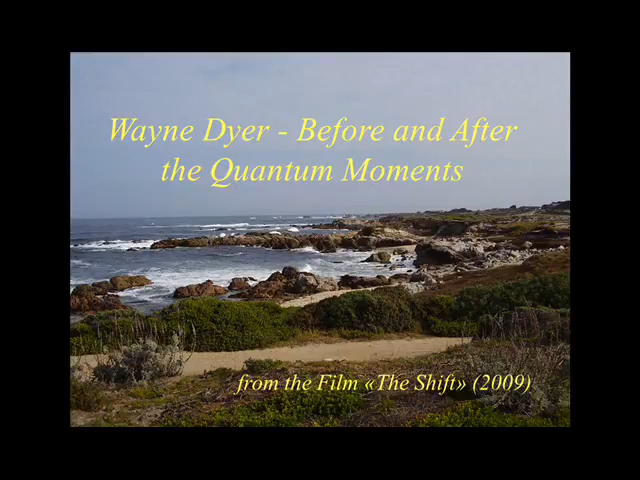 Wayne Dyer - Before and After
the Quantum Moments
from the Film «The Shift» (2009)